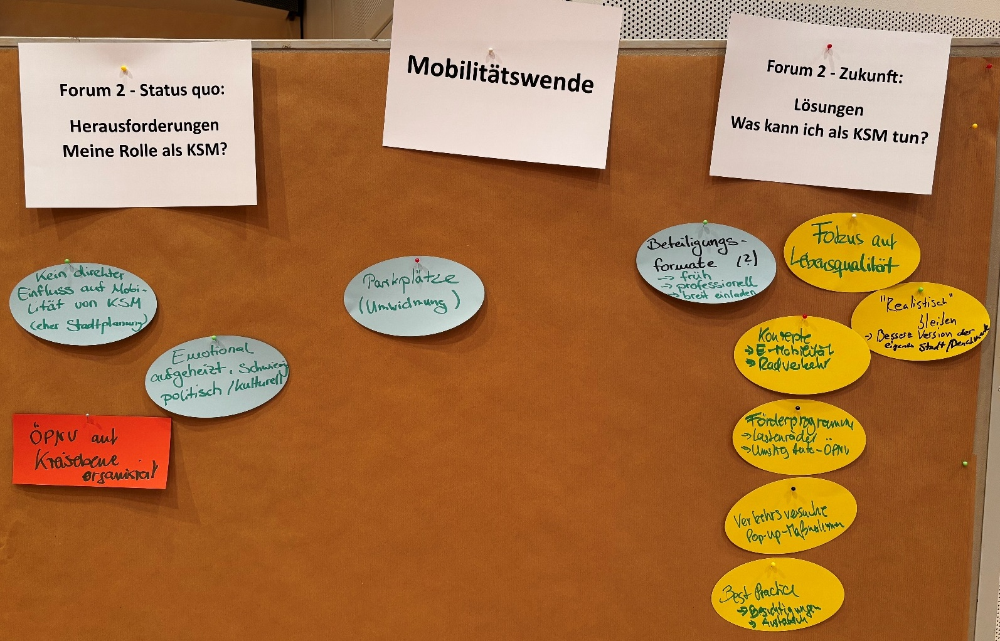 Forum 2 - Status quo:
Herausforderungen
Meine Rolle als KSM?
Mobilitätswende
Forum 2 - Zukunft:
Lösungen
Was kann ich als KSM tun?
Kein direkter
Einfluss auf Mobi-
lität von KSM
(eher Stadtplanung)
Emotional
aufgeheizt, Schwierig
politisch / kulturell
ÖPNV auf
Kreisebene
organisiert
Parkplätze
(Umwidmung)
Beteiligungs-
formate (?)
→ früh
→ professionell
→ breit einladen
Fokus auf
Lebensqualität
"Realistisch"
bleiben
→ Bessere Version der
eigenen Stadt/
Konzepte
→ E-Mobilität
→ Radverkehr
Förderprogramme
→ Lastenräder
→ Umstieg Auto-ÖPNV
Verkehrsversuche
Pop-up-Maßnahmen
Best Practice
→ Besichtigungen
→ Austausch